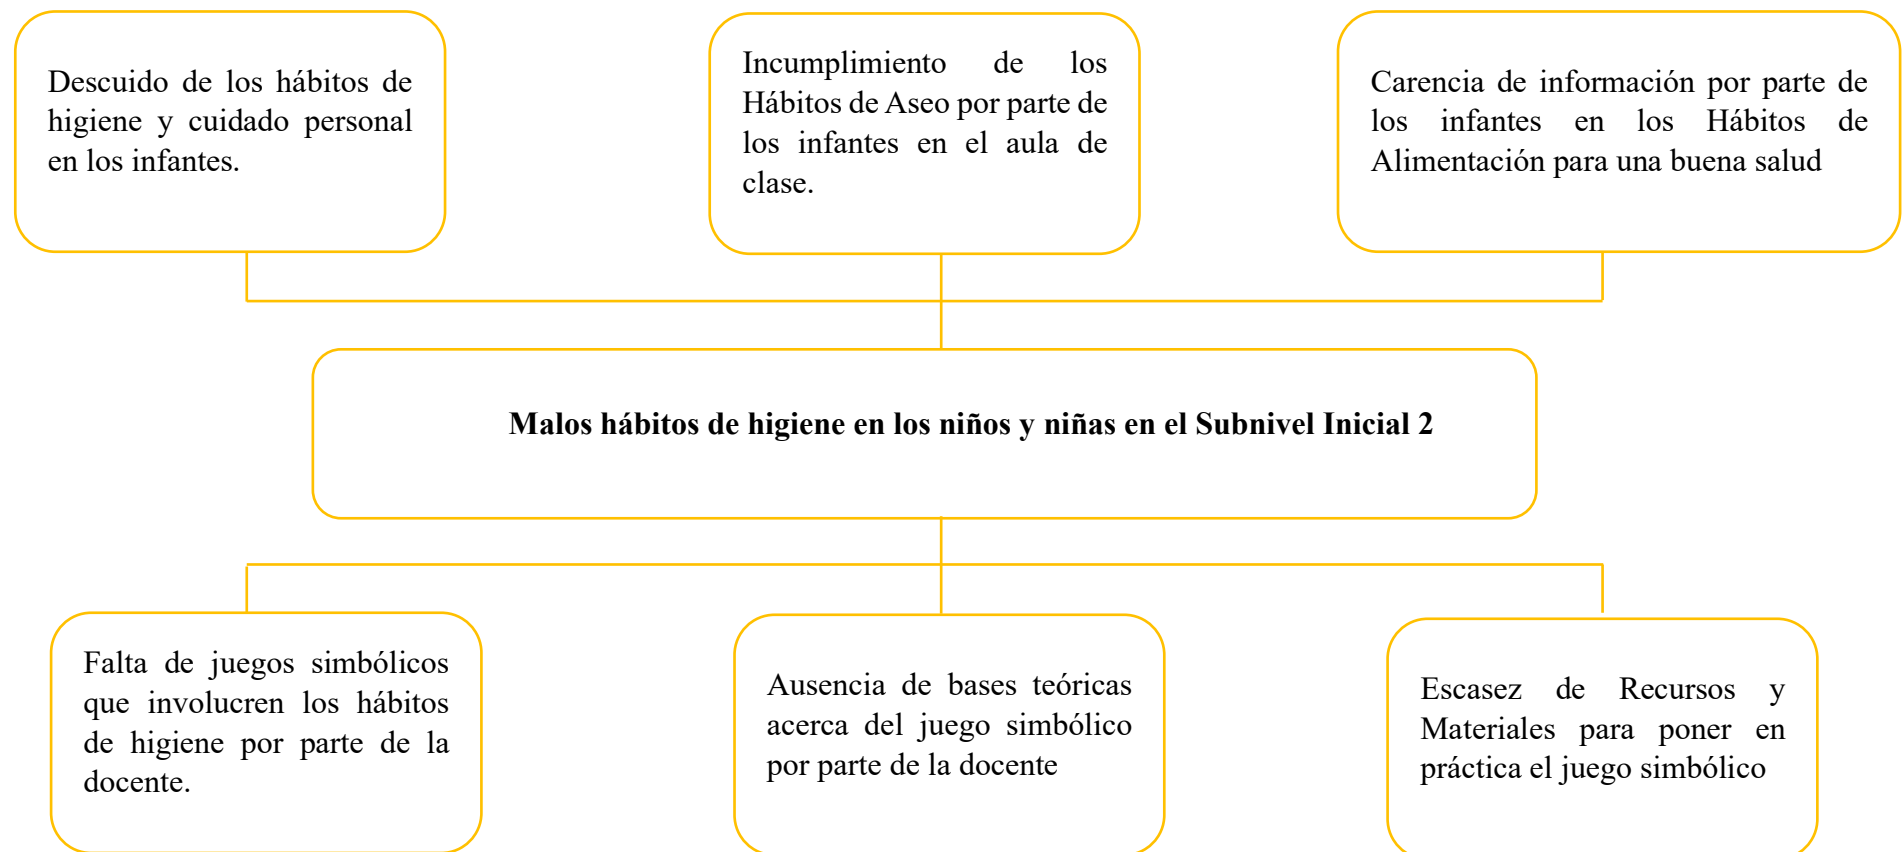 Descuido de los hábitos de
higiene y cuidado personal
en los infantes.
Incumplimiento de los
Hábitos de Aseo por parte de
los infantes en el aula de
clase.
Carencia de información por parte de
los infantes en los Hábitos de
Alimentación para una buena salud
Malos hábitos de higiene en los niños y niñas en el Subnivel Inicial 2
Falta de juegos simbólicos
que involucren los hábitos
de higiene por parte de la
docente.
Ausencia de bases teóricas
acerca del juego simbólico
por parte de la docente
Escasez de Recursos y
Materiales para poner en
práctica el juego simbólico